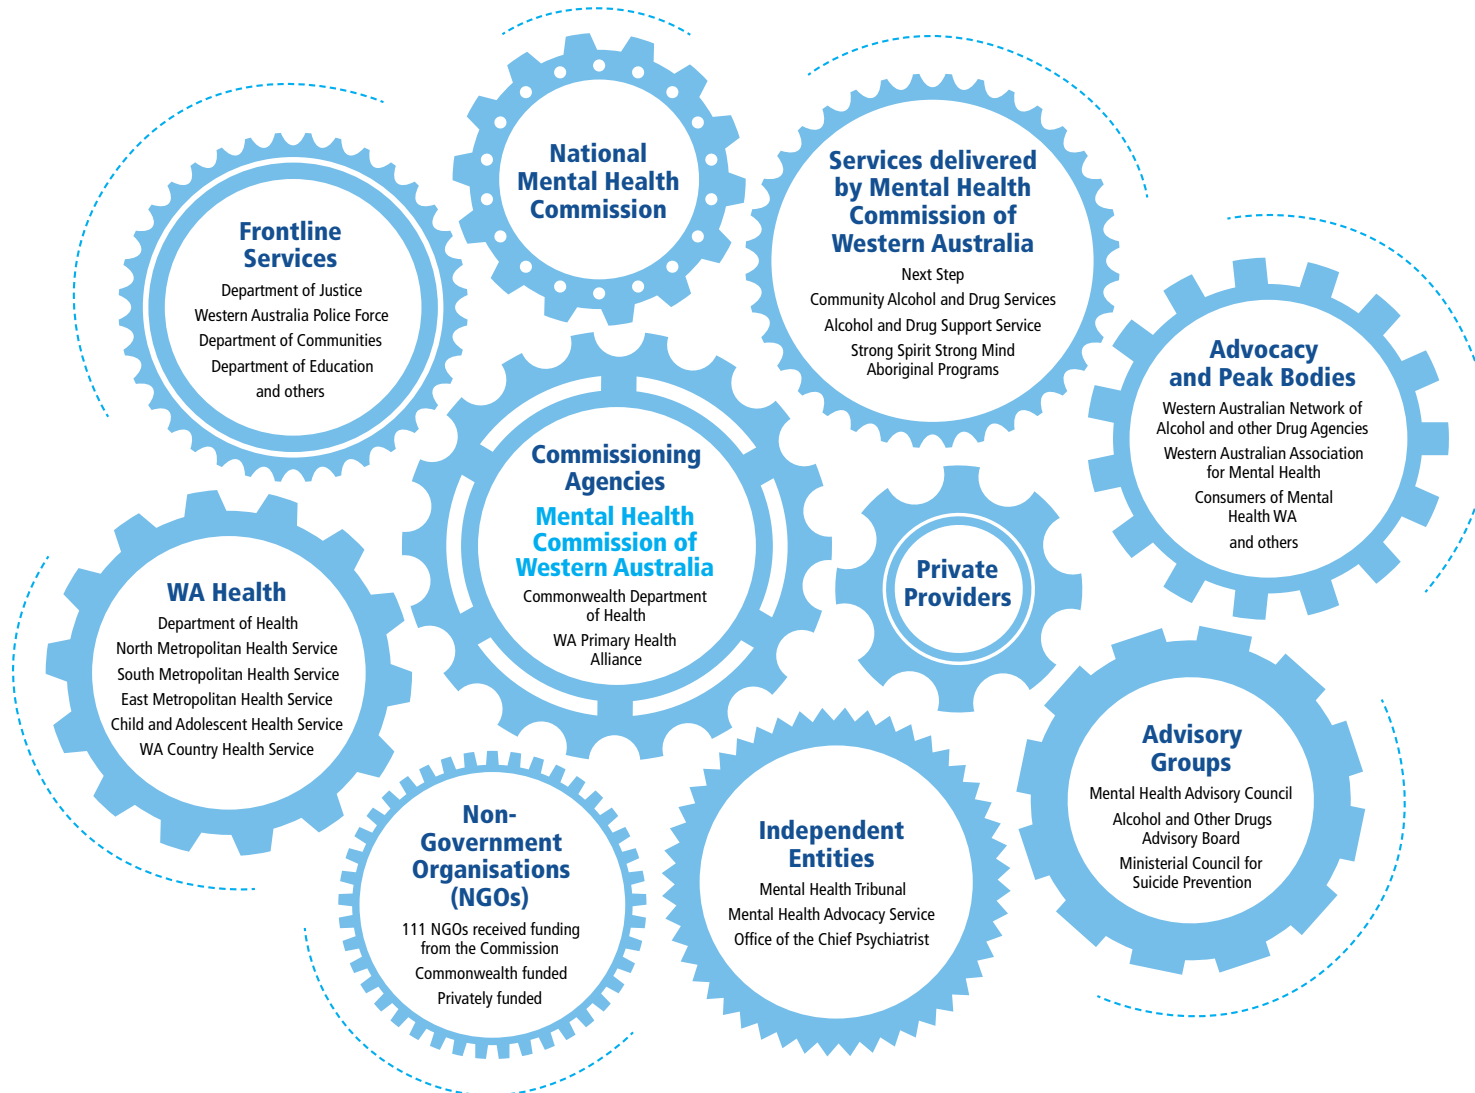 National
Mental Health
Commission
Services delivered
by Mental Health
Commission of
Western Australia
Next Step
Community Alcohol and Drug Services
Alcohol and Drug Support Service
Strong Spirit Strong Mind
Aboriginal Programs
Frontline
Services
Department of Justice
Western Australia Police Force
Department of Communities
Department of Education
and others
Advocacy
and Peak Bodies
Western Australian Network of
Alcohol and other Drug Agencies
Western Australian Association
for Mental Health
Consumers of Mental
Health WA
and others
Commissioning
Agencies
Mental Health
Commission of
Western Australia
Commonwealth Department
of Health
WA Primary Health
Alliance
Private
Providers
WA Health
Department of Health
North Metropolitan Health Service
South Metropolitan Health Service
East Metropolitan Health Service
Child and Adolescent Health Service
WA Country Health Service
Advisory
Groups
Mental Health Advisory Council
Alcohol and Other Drugs
Advisory Board
Ministerial Council for
Suicide Prevention
Non-
Government
Organisations
(NGOs)
111 NGOs received funding
from the Commission
Commonwealth funded
Privately funded
Independent
Entities
Mental Health Tribunal
Mental Health Advocacy Service
Office of the Chief Psychiatrist